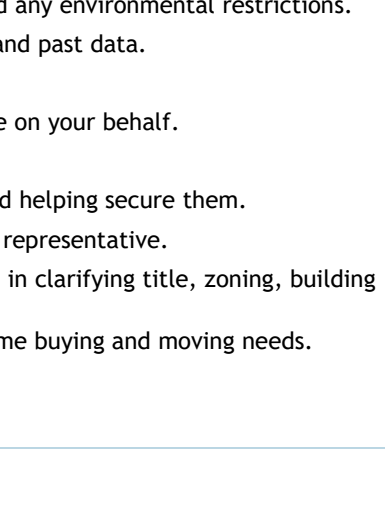 any environmental restrictions.
and past data.
on your behalf.
helping secure them.
representative.
in clarifying title, zoning, building
buying and moving needs.